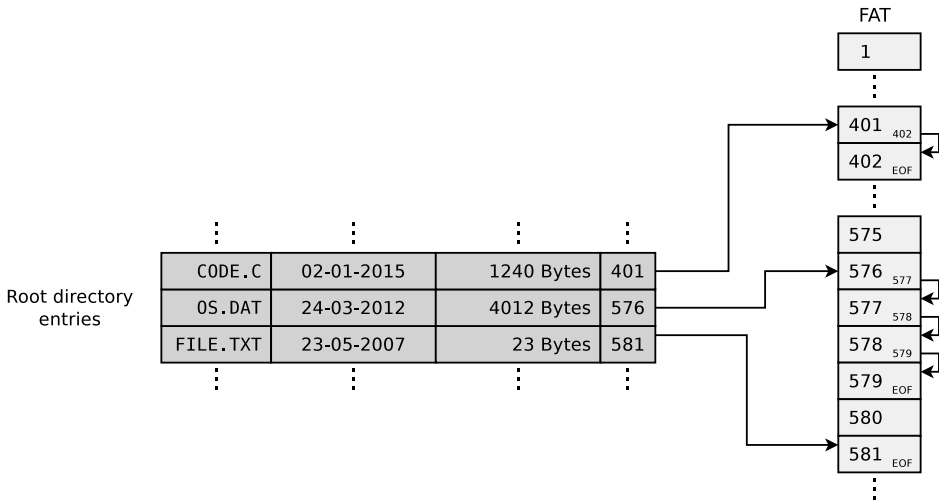 FAT
1
401 402
402 EOF
575
CODE.C 02-01-2015 1240 Bytes 401
576 577
Root directory
entries
OS.DAT 24-03-2012 4012 Bytes 576
577 578
FILE.TXT 23-05-2007 23 Bytes 581
578 579
579 EOF
580
581 EOF